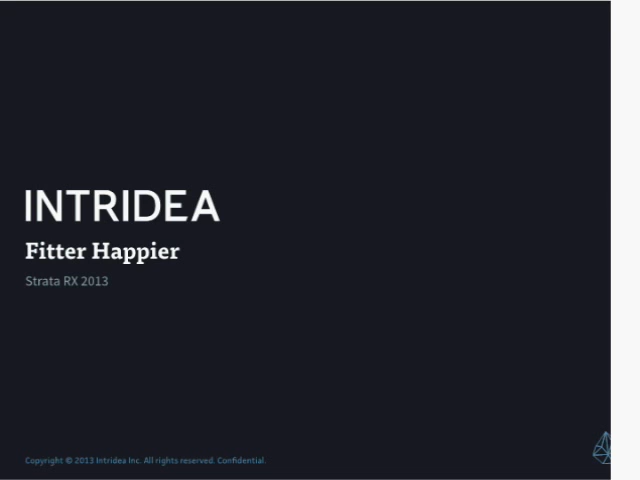 INTRIDEA
Fitter Happier
Strata RX 2013
Copyright © 2013 Intridea Inc. All rights reserved. Confidential.